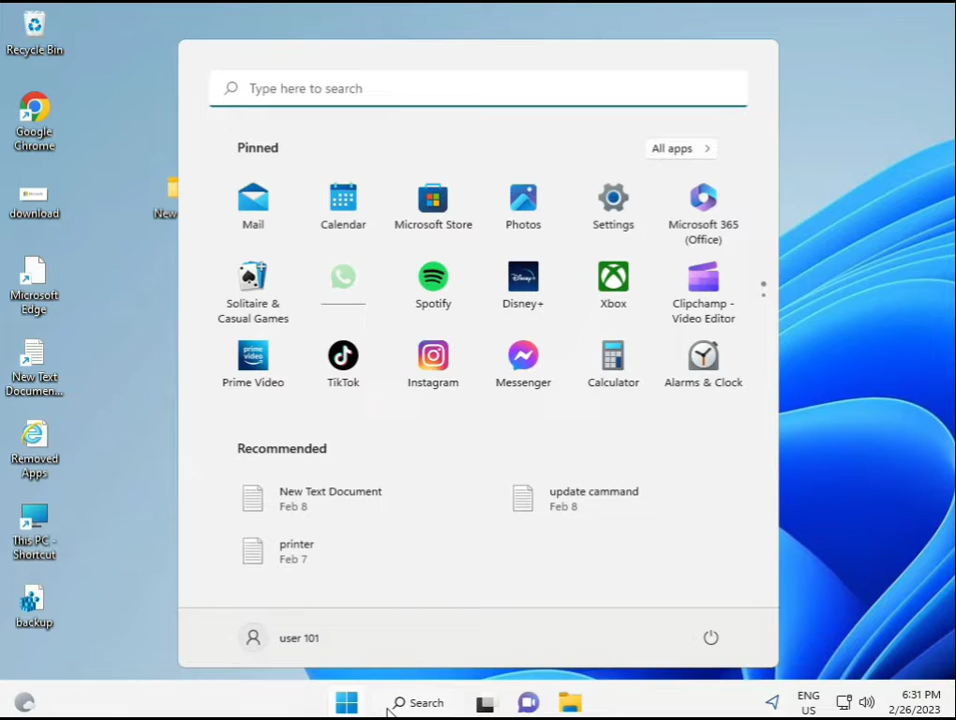 Recycle Bin
Google
Chrome
download
Microsoft
Edge
New Text
Documen...
Removed
Apps
This PC -
Shortcut
backup
New
Type here to search
Pinned
All apps
Mail
Calendar
Microsoft Store
Photos
Settings
Microsoft 365
(Office)
Solitaire &
Casual Games
Spotify
Disney+
Disney+
Xbox
Clipchamp -
Video Editor
prime
video
Prime Video
TikTok
Instagram
Messenger
Calculator
Alarms & Clock
Recommended
New Text Document
Feb 8
update cammand
Feb 8
printer
Feb 7
user 101
Search
ENG
US
6:31 PM
2/26/2023